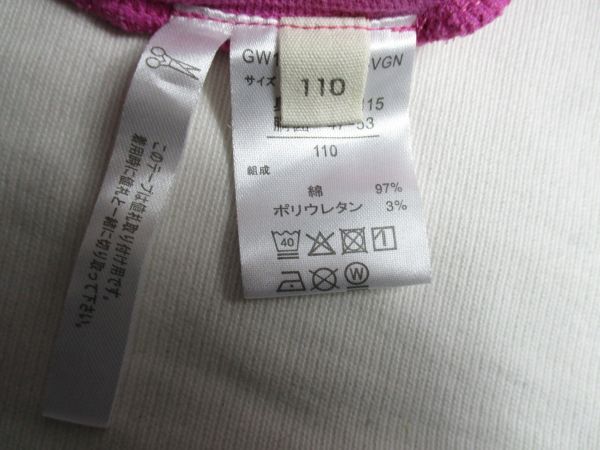 GW1 VGN
サイズ
110
115
胴囲 47-53
110
組成
綿 97%
ポリウレタン 3%
40
W
このテープは値札取り付け用です。
着用時に値札と一緒に切り取って下さい。